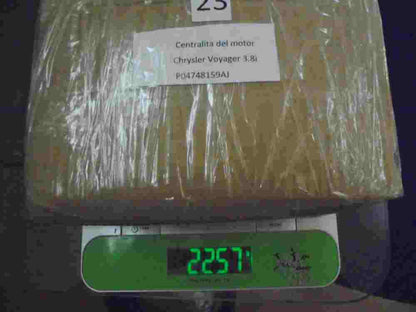 23
Centralita del motor
Chrysler Voyager 3.8i
P04748159AJ
2257